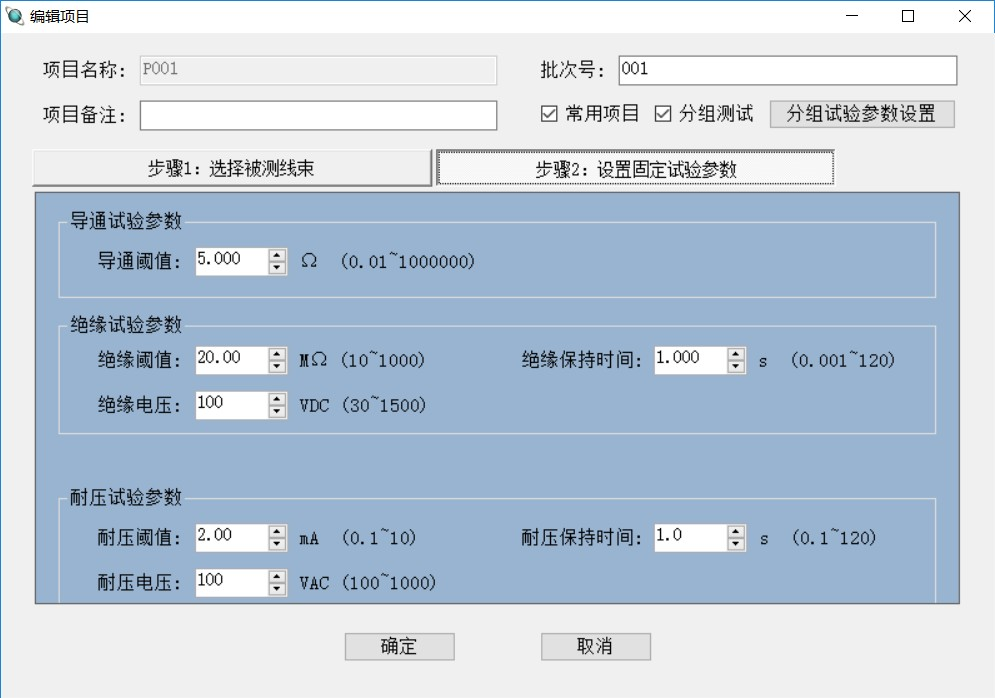 编辑项目
项目名称： P001 批次号： 001
项目备注： 常用项目 分组测试 分组试验参数设置
步骤1：选择被测线束 步骤2：设置固定试验参数
导通试验参数
导通阈值： 5.000 Ω (0.01~1000000)
绝缘试验参数
绝缘阈值： 20.00 MΩ (10~1000) 绝缘保持时间： 1.000 s (0.001~120)
绝缘电压： 100 VDC (30~1500)
耐压试验参数
耐压阈值： 2.00 mA (0.1~10) 耐压保持时间： 1.0 s (0.1~120)
耐压电压： 100 VAC (100~1000)
确定 取消